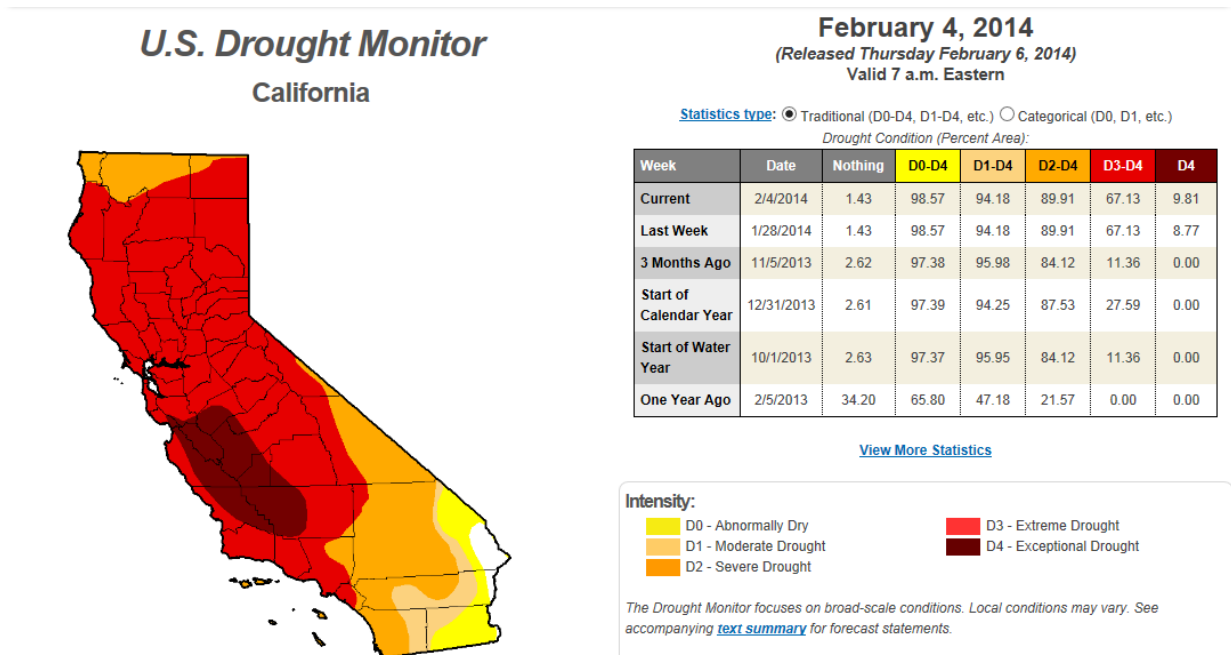 U.S. Drought Monitor
California
February 4, 2014
(Released Thursday February 6, 2014)
Valid 7 a.m. Eastern
Statistics type: Traditional (D0-D4, D1-D4, etc.) Categorical (D0, D1, etc.)
Drought Condition (Percent Area):
Week Date Nothing D0-D4 D1-D4 D2-D4 D3-D4 D4
Current 2/4/2014 1.43 98.57 94.18 89.91 67.13 9.81
Last Week 1/28/2014 1.43 98.57 94.18 89.91 67.13 8.77
3 Months Ago 11/5/2013 2.62 97.38 95.98 84.12 11.36 0.00
Start of
Calendar Year 12/31/2013 2.61 97.39 94.25 87.53 27.59 0.00
Start of Water
Year 10/1/2013 2.63 97.37 95.95 84.12 11.36 0.00
One Year Ago 2/5/2013 34.20 65.80 47.18 21.57 0.00 0.00
View More Statistics
Intensity:
D0 - Abnormally Dry
D1 - Moderate Drought
D2 - Severe Drought
D3 - Extreme Drought
D4 - Exceptional Drought
The Drought Monitor focuses on broad-scale conditions. Local conditions may vary. See
accompanying text summary for forecast statements.